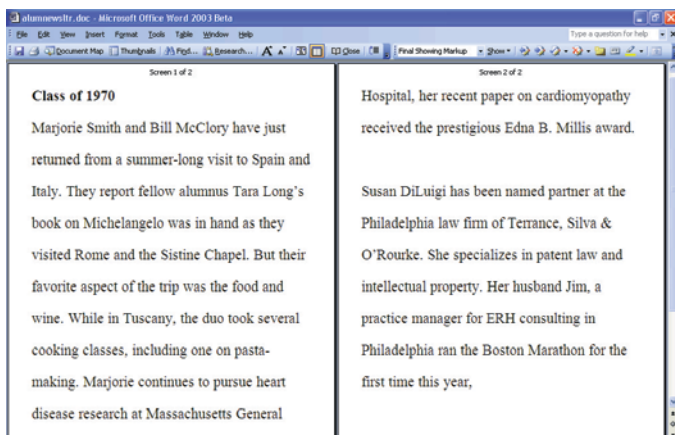 alumnewsltr.doc - Microsoft Office Word 2003 Beta
File Edit View Insert Format Tools Table Window Help
Type a question for help
Document Map Thumbnails Find... Research... A A Close Final Showing Markup Show
Screen 1 of 2
Class of 1970
Marjorie Smith and Bill McClory have just
returned from a summer-long visit to Spain and
Italy. They report fellow alumnus Tara Long's
book on Michelangelo was in hand as they
visited Rome and the Sistine Chapel. But their
favorite aspect of the trip was the food and
wine. While in Tuscany, the duo took several
cooking classes, including one on pasta-
making. Marjorie continues to pursue heart
disease research at Massachusetts General
Screen 2 of 2
Hospital, her recent paper on cardiomyopathy
received the prestigious Edna B. Millis award.
Susan DiLuigi has been named partner at the
Philadelphia law firm of Terrance, Silva &
O'Rourke. She specializes in patent law and
intellectual property. Her husband Jim, a
practice manager for ERH consulting in
Philadelphia ran the Boston Marathon for the
first time this year,